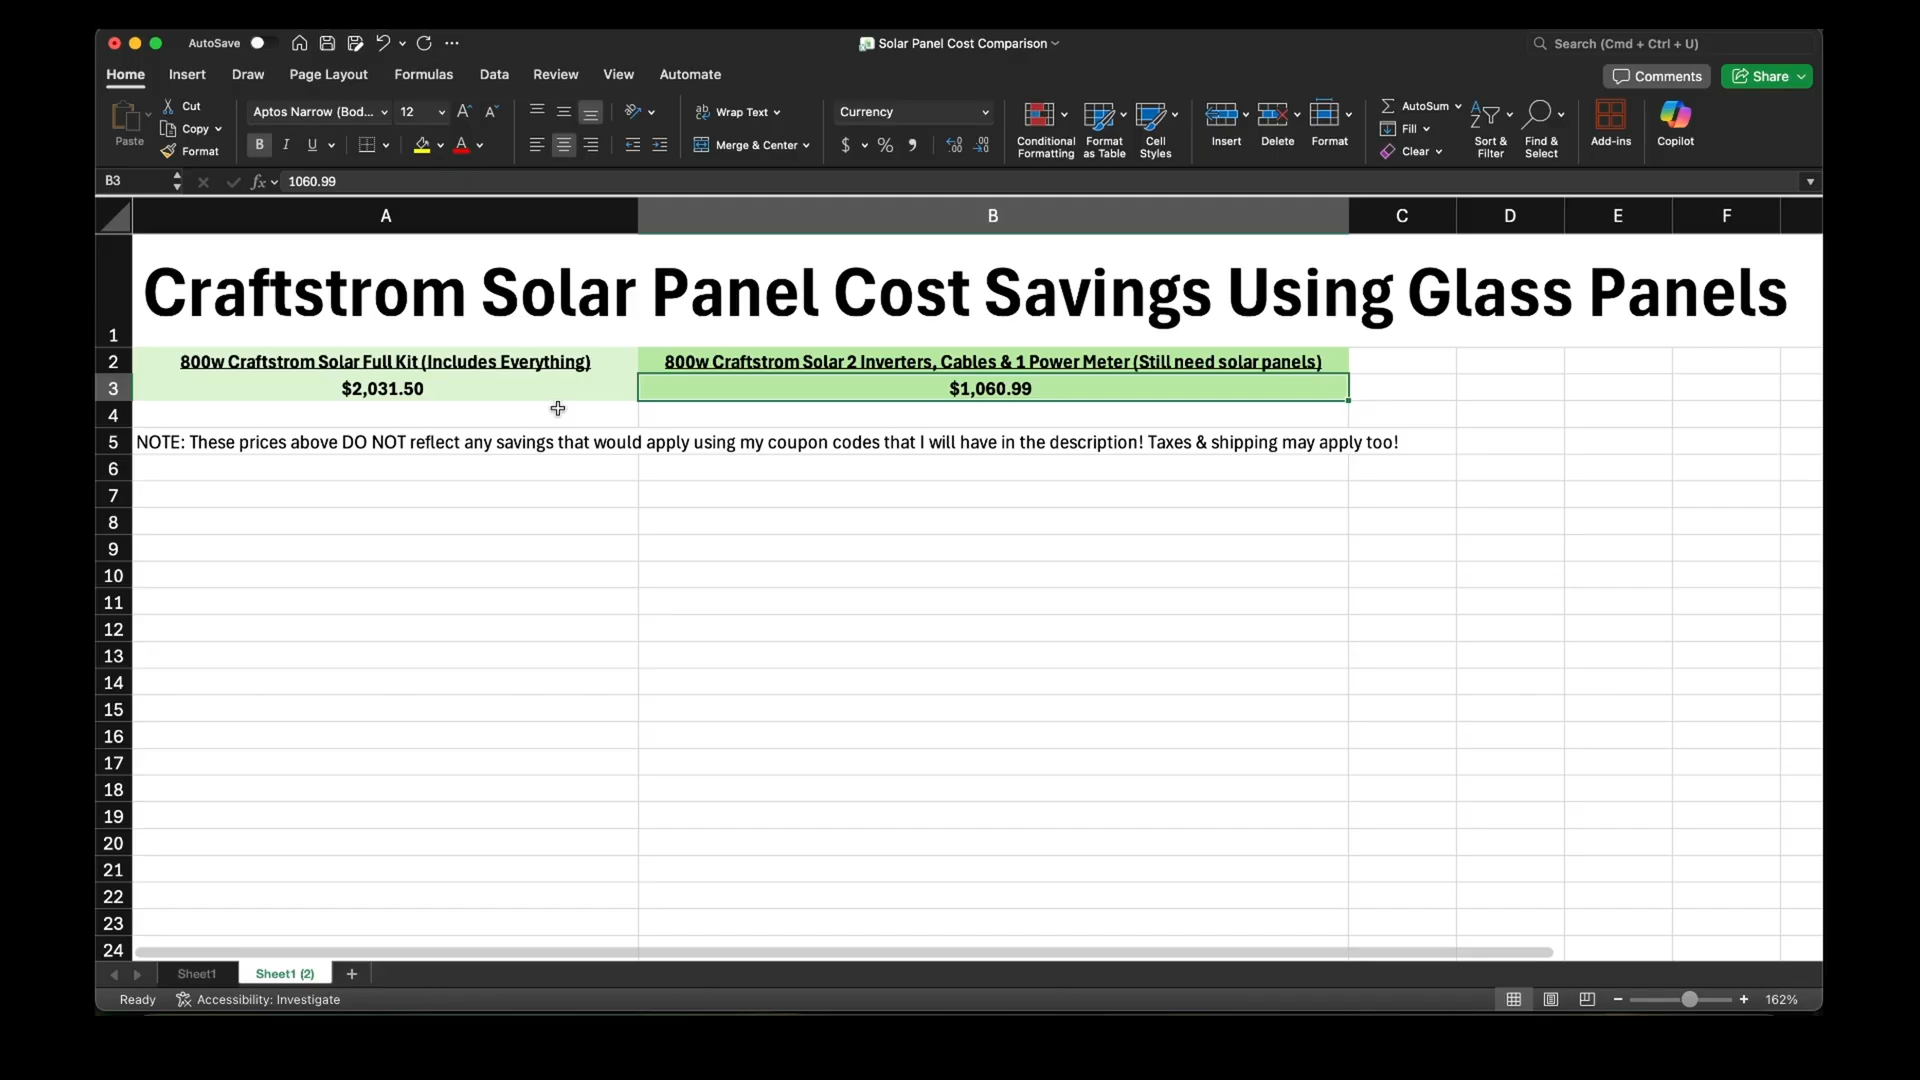 AutoSave
Solar Panel Cost Comparison
Search (Cmd + Ctrl + U)
Home Insert Draw Page Layout Formulas Data Review View Automate
Comments Share
Paste
Cut
Copy
Format
Aptos Narrow (Bod... 12
B I U
Wrap Text
Merge & Center
Currency
$ % 9
Conditional Formatting
Format as Table
Cell Styles
Insert
Delete
Format
AutoSum
Fill
Clear
Sort & Filter
Find & Select
Add-ins
Copilot
B3 fx 1060.99
A B C D E F
1 Craftstrom Solar Panel Cost Savings Using Glass Panels
2 800w Craftstrom Solar Full Kit (Includes Everything) 800w Craftstrom Solar 2 Inverters, Cables & 1 Power Meter (Still need solar panels)
3 $2,031.50 $1,060.99
4
5 NOTE: These prices above DO NOT reflect any savings that would apply using my coupon codes that I will have in the description! Taxes & shipping may apply too!
6
7
8
9
10
11
12
13
14
15
16
17
18
19
20
21
22
23
24
Sheet1 Sheet1 (2) +
Ready Accessibility: Investigate 162%